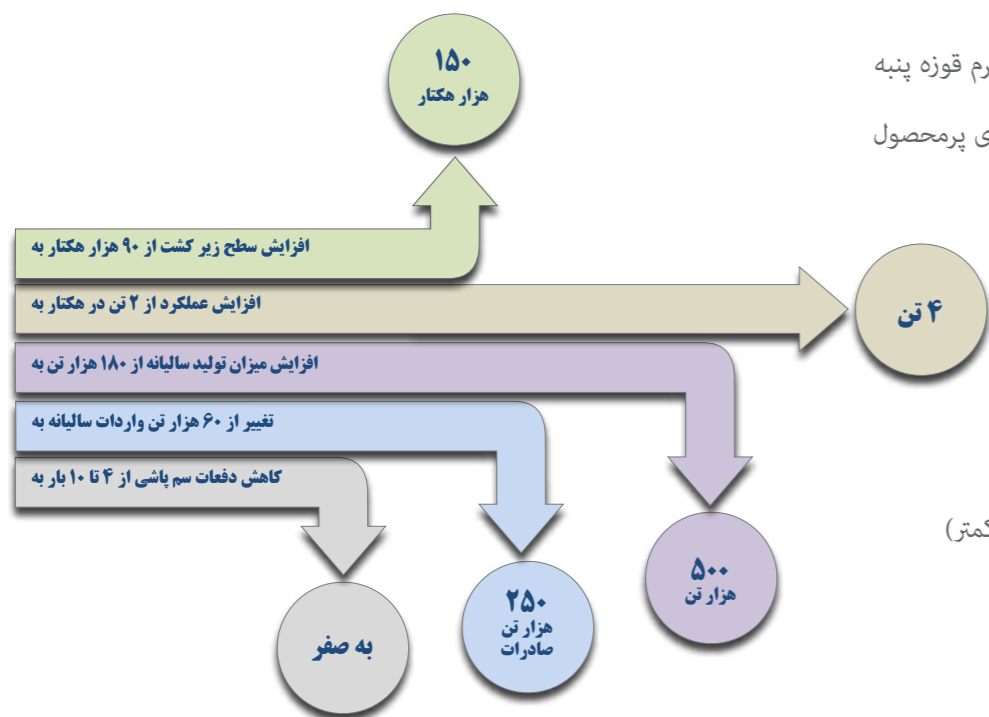 ۱۵۰
هزار هکتار
رم قوزه پنبه
ی پرمحصول
افزایش سطح زیر کشت از ۹۰ هزار هکتار به
افزایش عملکرد از ۲ تن در هکتار به
۴ تن
افزایش میزان تولید سالیانه از ۱۸۰ هزار تن به
تغییر از ۶۰ هزار تن واردات سالیانه به
کاهش دفعات سم پاشی از ۴ تا ۱۰ بار به
کمتر)
۵۰۰
هزار تن
۲۵۰
هزار تن
صادرات
به صفر